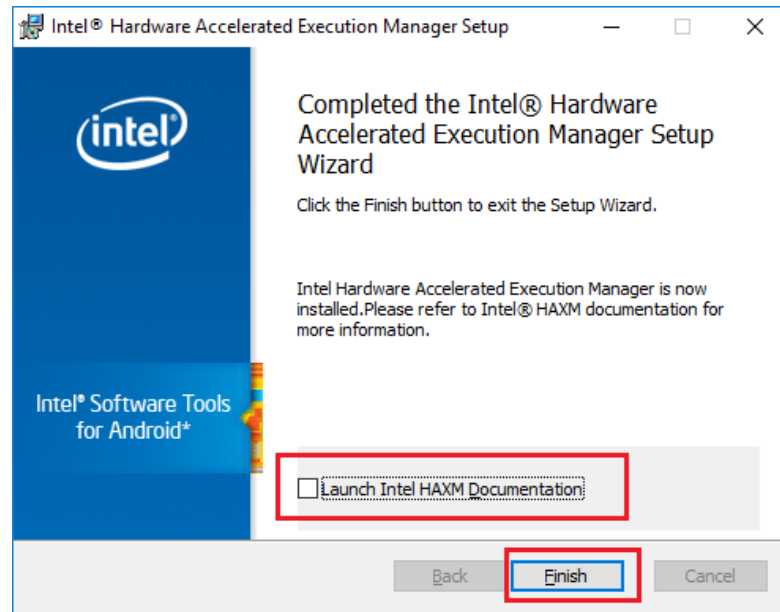 Intel® Hardware Accelerated Execution Manager Setup
intel®
Completed the Intel® Hardware
Accelerated Execution Manager Setup
Wizard
Click the Finish button to exit the Setup Wizard.
Intel Hardware Accelerated Execution Manager is now
installed.Please refer to Intel® HAXM documentation for
more information.
Intel® Software Tools
for Android*
Launch Intel HAXM Documentation
Back
Finish
Cancel